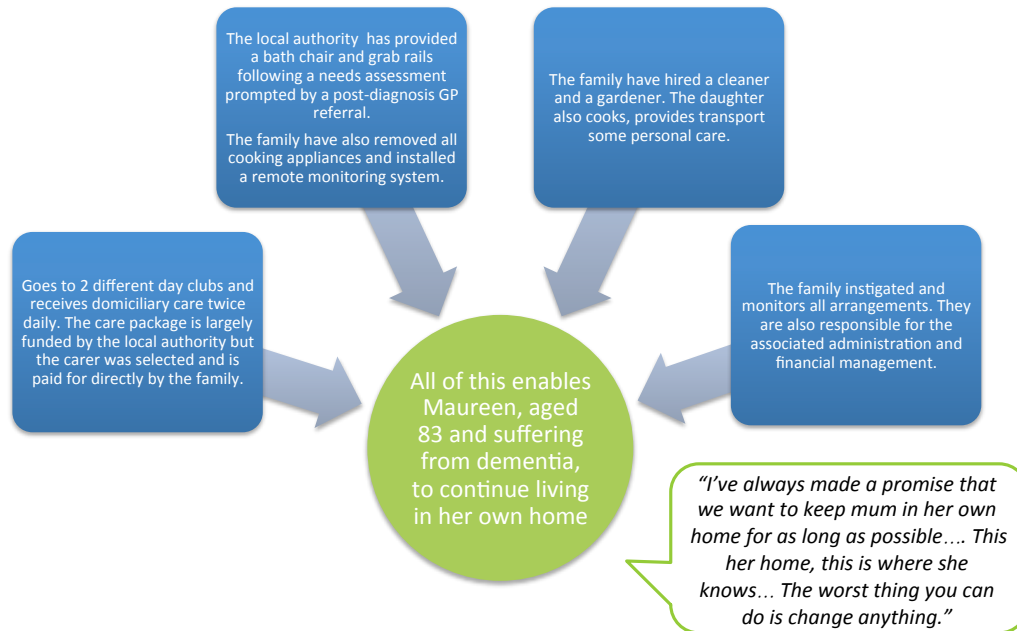 The local authority  has provided
a bath chair and grab rails
following a needs assessment
prompted by a post-diagnosis GP
referral.
The family have also removed all
cooking appliances and installed
a remote monitoring system.
The family have hired a cleaner
and a gardener. The daughter
also cooks, provides transport
some personal care.
Goes to 2 different day clubs and
receives domiciliary care twice
daily. The care package is largely
funded by the local authority but
the carer was selected and is
paid for directly by the family.
The family instigated and
monitors all arrangements. They
are also responsible for the
associated administration and
financial management.
All of this enables
Maureen, aged
83 and suffering
from dementia,
to continue living
in her own home
“I’ve always made a promise that
we want to keep mum in her own
home for as long as possible…. This
her home, this is where she
knows… The worst thing you can
do is change anything.”